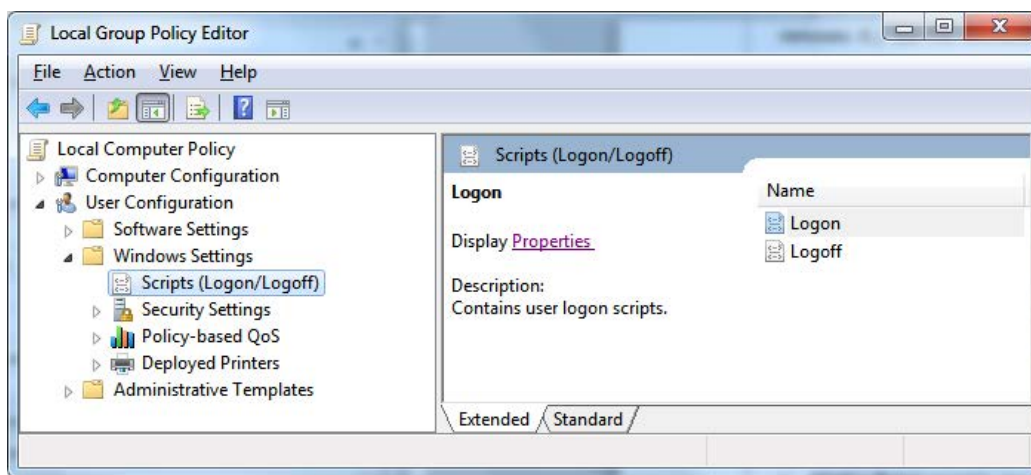 Local Group Policy Editor
File Action View Help
Local Computer Policy
Computer Configuration
User Configuration
Software Settings
Windows Settings
Scripts (Logon/Logoff)
Security Settings
Policy-based QoS
Deployed Printers
Administrative Templates
Scripts (Logon/Logoff)
Logon
Display Properties
Description:
Contains user logon scripts.
Name
Logon
Logoff
Extended Standard